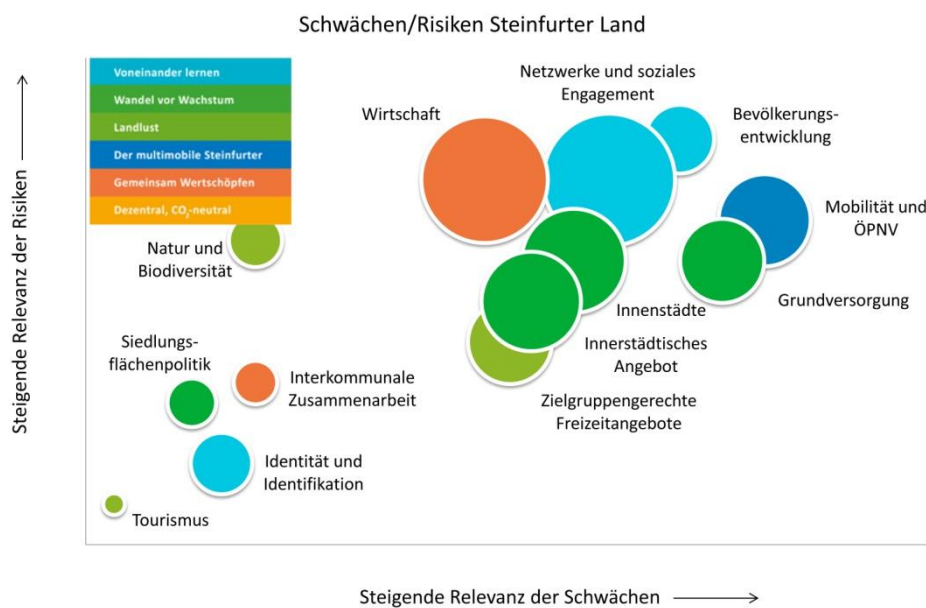 Schwächen/Risiken Steinfurter Land
Steigende Relevanz der Risiken
Voneinander lernen
Wandel vor Wachstum
Landlust
Der multimobile Steinfurter
Gemeinsam Wertschöpfen
Dezentral, CO₂-neutral
Netzwerke und soziales
Engagement
Wirtschaft
Bevölkerungs-
entwicklung
Mobilität und
ÖPNV
Natur und
Biodiversität
Grundversorgung
Innenstädte
Siedlungs-
flächenpolitik
Innerstädtisches
Angebot
Interkommunale
Zusammenarbeit
Zielgruppengerechte
Freizeitangebote
Identität und
Identifikation
Tourismus
Steigende Relevanz der Schwächen